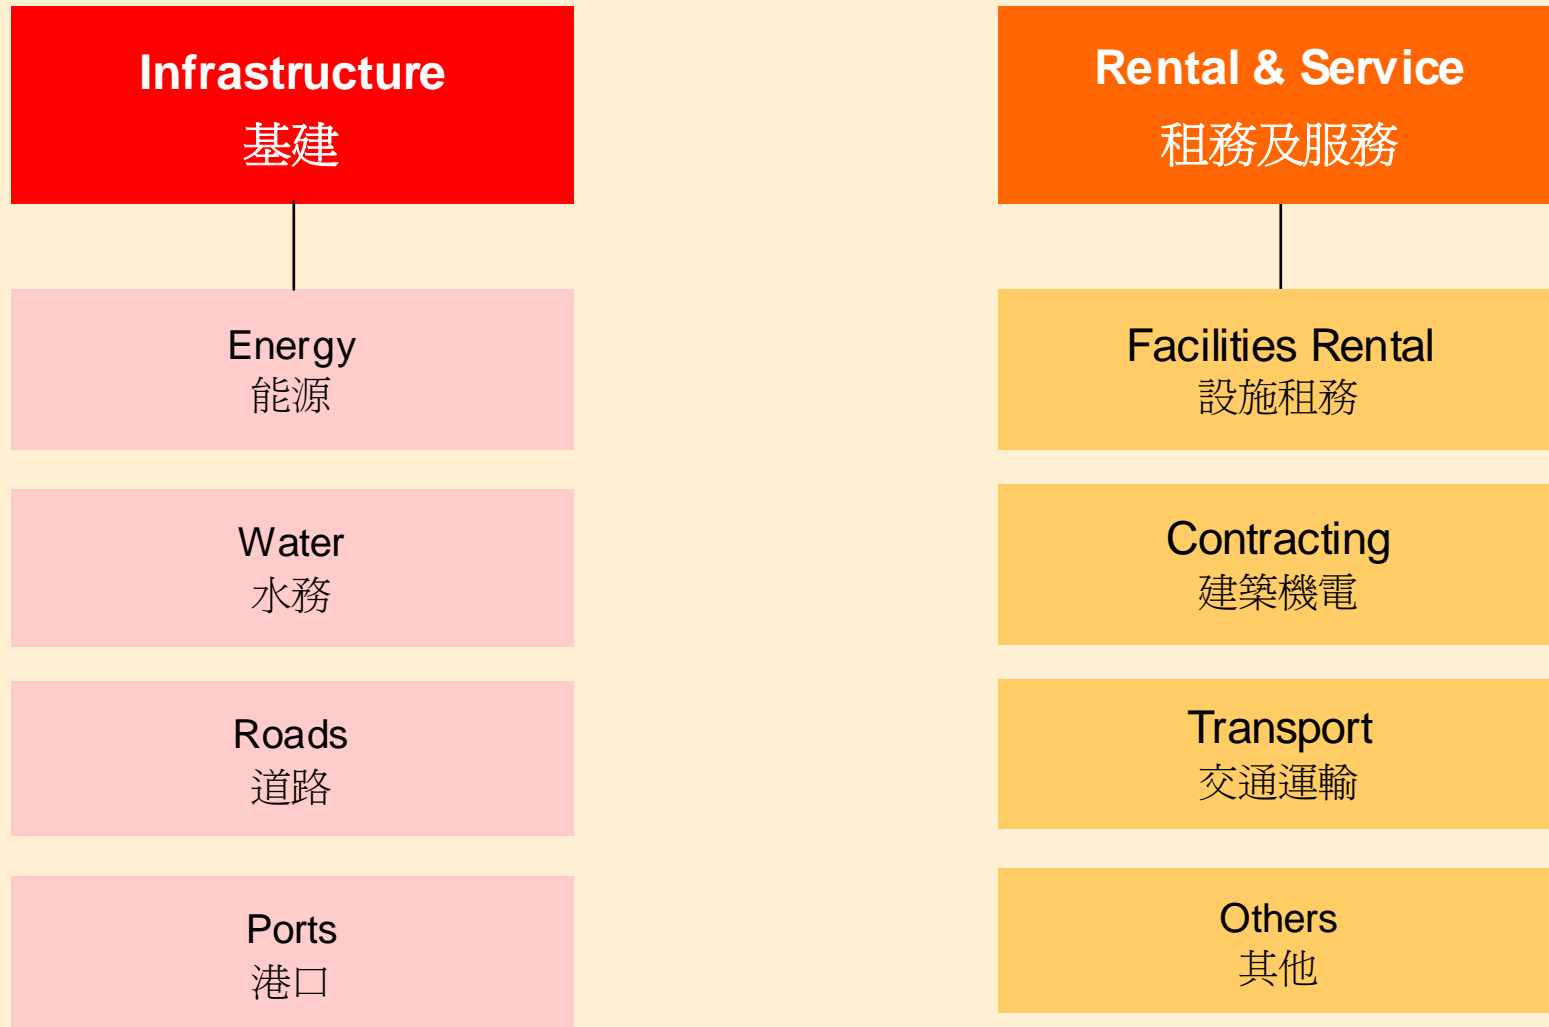 Infrastructure
基建
Energy
能源
Water
水務
Roads
道路
Ports
港口
Rental & Service
租務及服務
Facilities Rental
設施租務
Contracting
建築機電
Transport
交通運輸
Others
其他